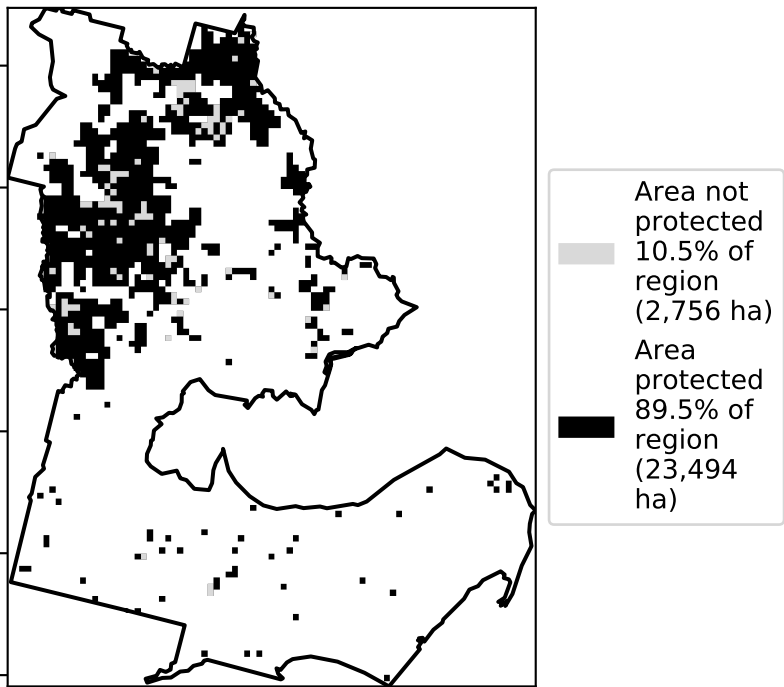 Area not
protected
10.5% of
region
(2,756 ha)
Area
protected
89.5% of
region
(23,494
ha)